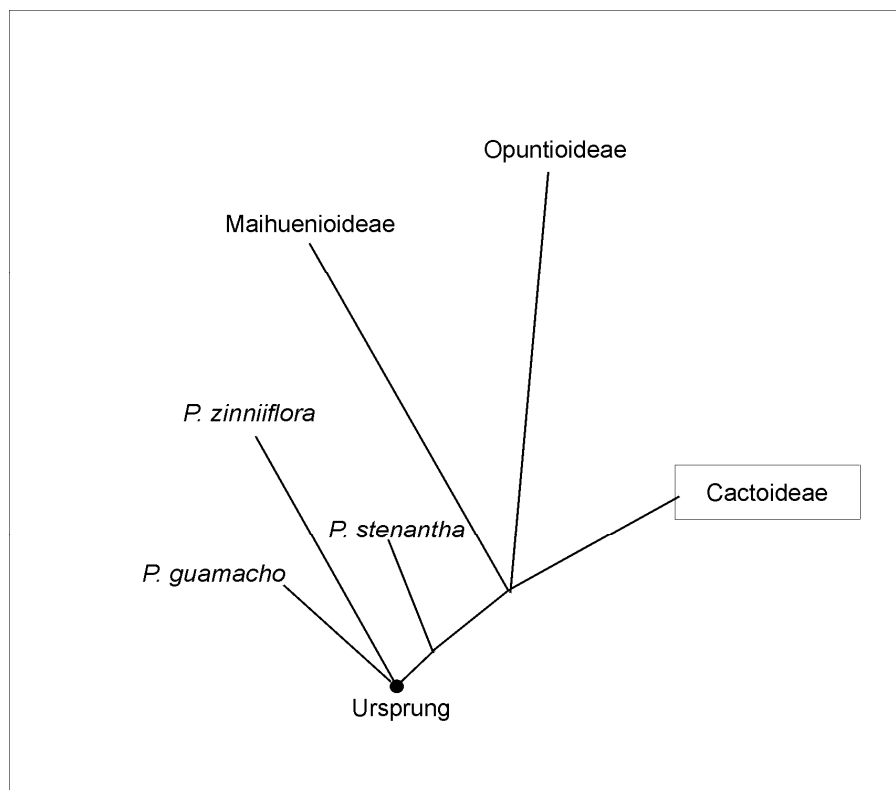 Opuntioideae
Maihuenioideae
P. zinniiflora
Cactoideae
P. stenantha
P. guamacho
Ursprung